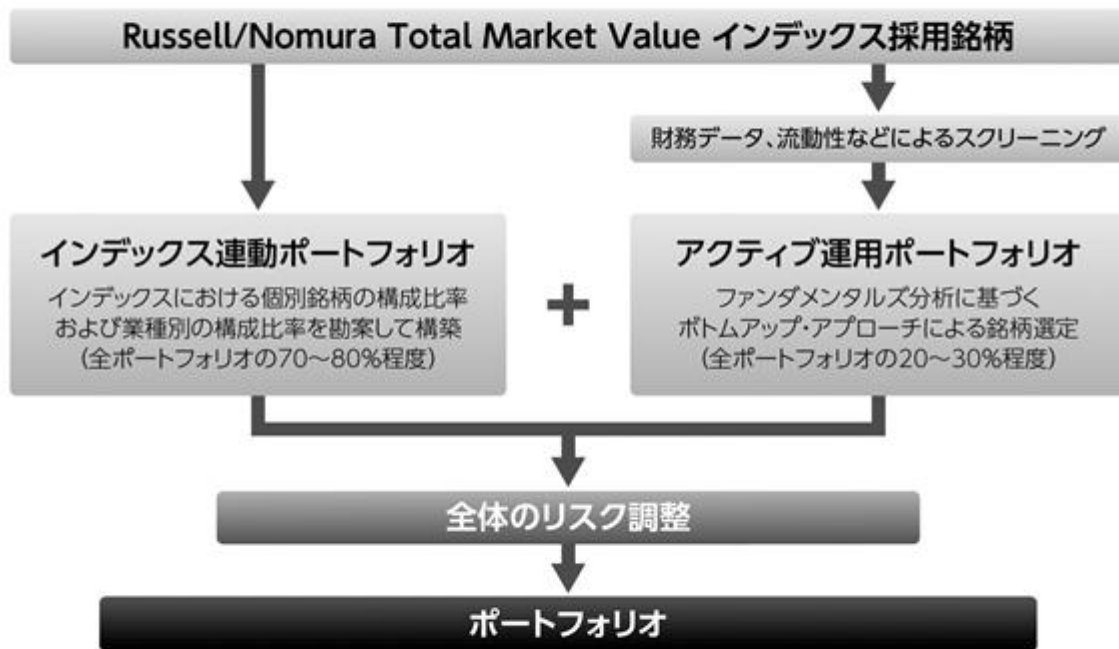 Russell/Nomura Total Market Value インデックス採用銘柄
財務データ、流動性などによるスクリーニング
インデックス連動ポートフォリオ
インデックスにおける個別銘柄の構成比率
および業種別の構成比率を勘案して構築
(全ポートフォリオの70〜80%程度)
+
アクティブ運用ポートフォリオ
ファンダメンタルズ分析に基づく
ボトムアップ・アプローチによる銘柄選定
(全ポートフォリオの20〜30%程度)
全体のリスク調整
ポートフォリオ